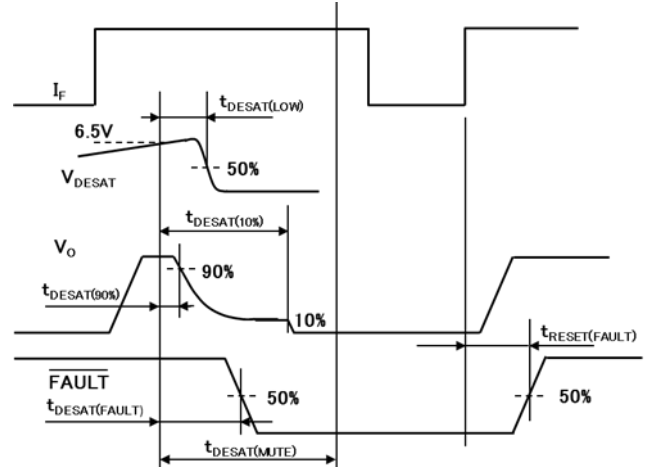 I_F
t_DESAT(LOW)
6.5V
50%
V_DESAT
t_DESAT(10%)
V_O
90%
t_DESAT(90%)
10%
t_RESET(FAULT)
FAULT
50%
50%
t_DESAT(FAULT)
t_DESAT(MUTE)